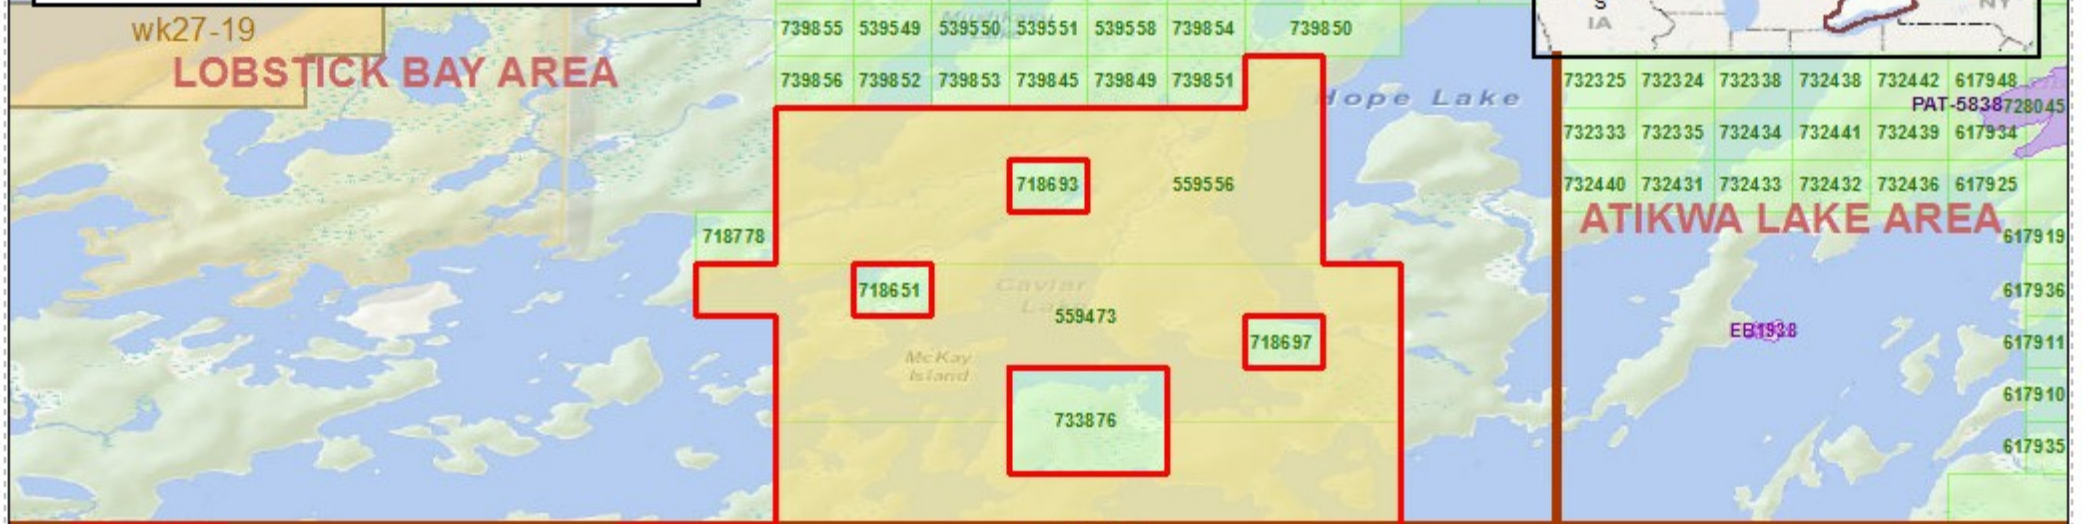 wk27-19
LOBSTICK BAY AREA
739855 539549 539550 539551 539558 739854 739850
739856 739852 739853 739845 739849 739851
S
IA
NY
Hope Lake
732325 732324 732338 732438 732442 617948
PAT-5838 728045
732333 732335 732434 732441 732439 617934
718693 559556
732440 732431 732433 732432 732436 617925
ATIKWA LAKE AREA
718778
617919
718651
Caviar
Lake
559473
617936
EB1938
718697
617911
McKay
Island
617910
733876
617935